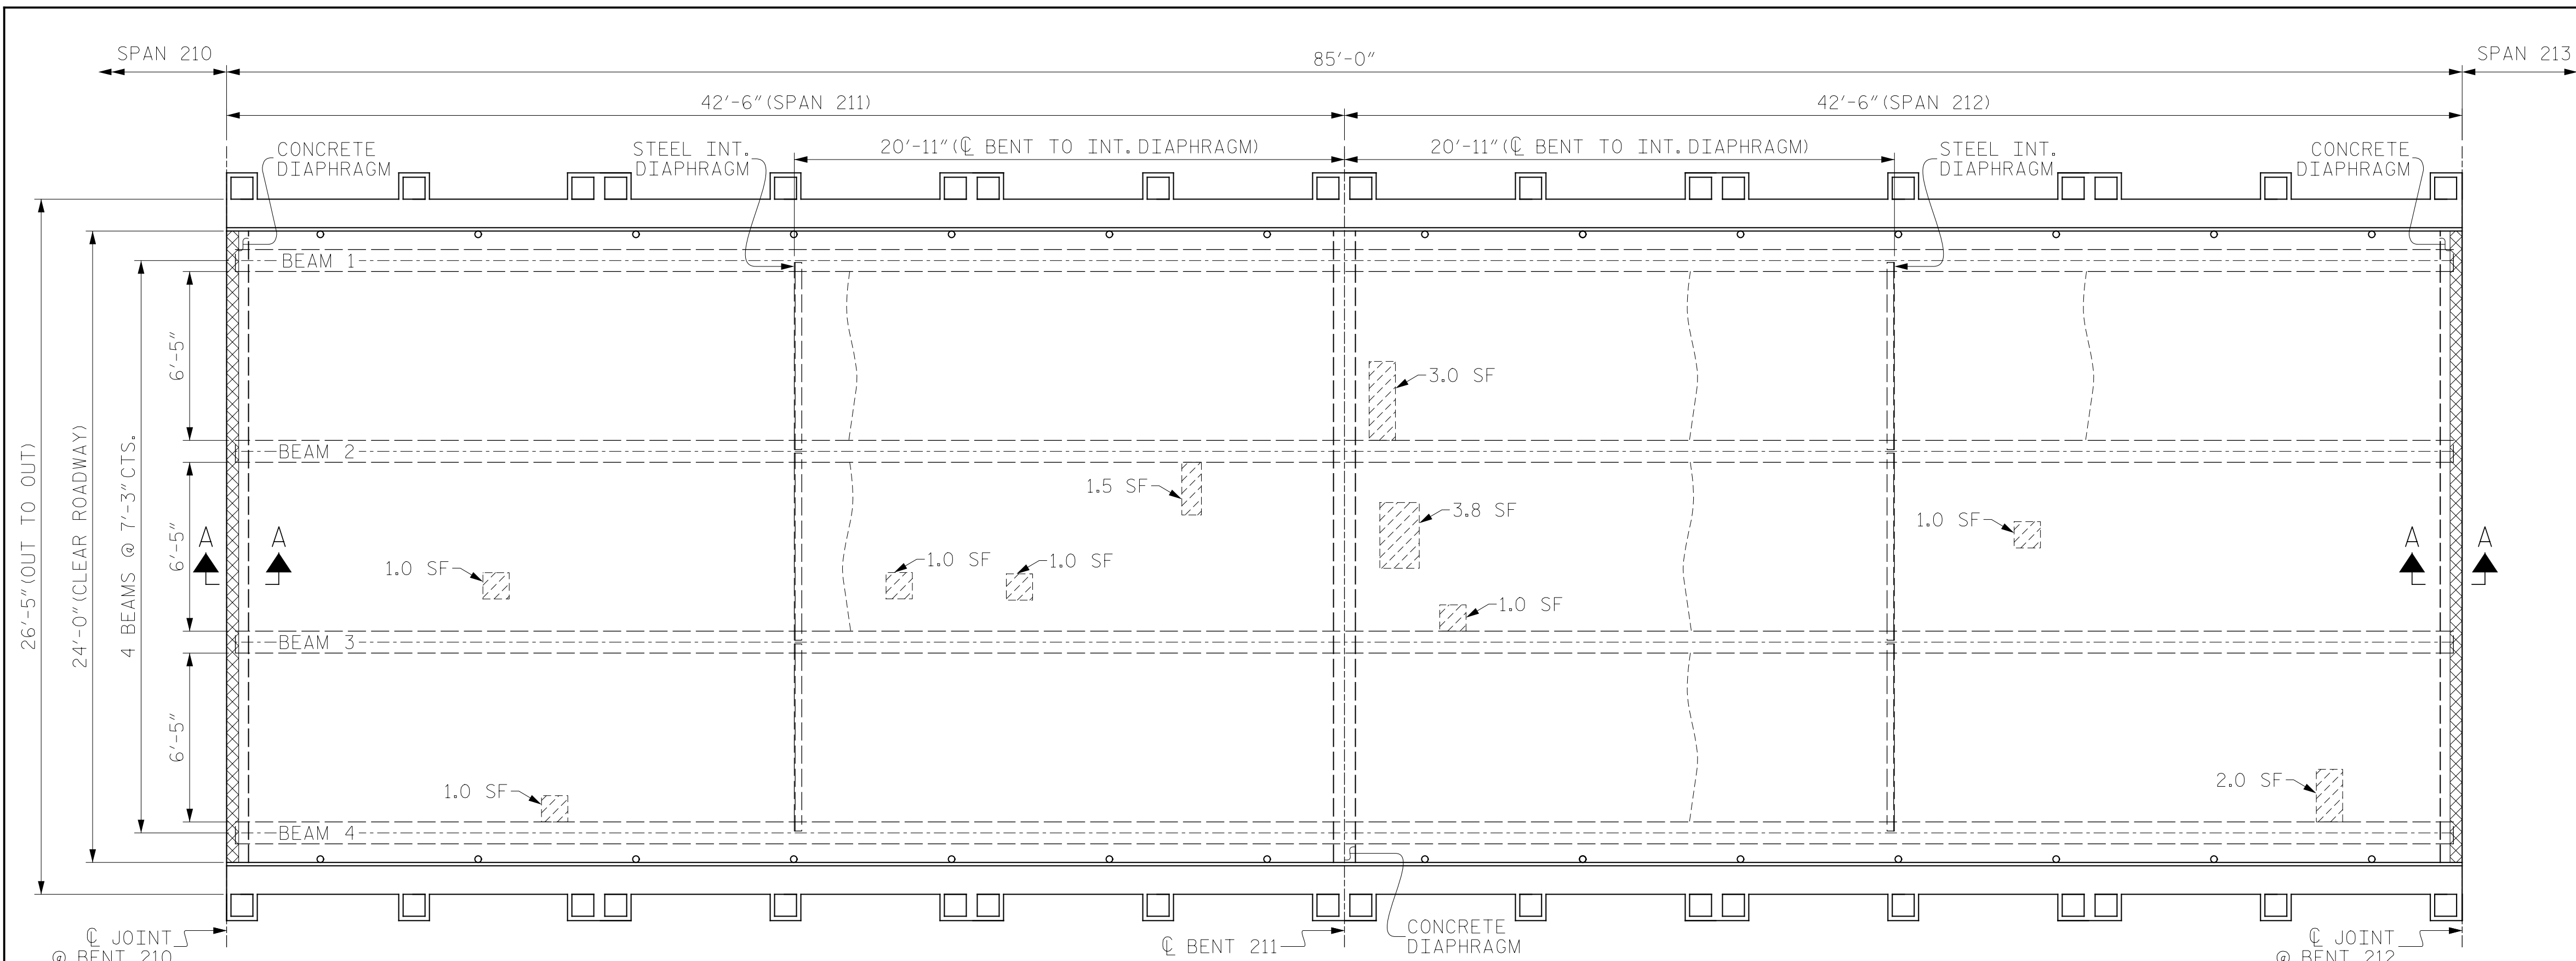 SPAN 210
85'-0"
SPAN 213
42'-6"(SPAN 211)
42'-6"(SPAN 212)
CONCRETE
DIAPHRAGM
STEEL INT.
DIAPHRAGM
20'-11"(℄ BENT TO INT. DIAPHRAGM)
20'-11"(℄ BENT TO INT. DIAPHRAGM)
STEEL INT.
DIAPHRAGM
CONCRETE
DIAPHRAGM
26'-5"(OUT TO OUT)
24'-0"(CLEAR ROADWAY)
4 BEAMS @ 7'-3" CTS.
6'-5"
6'-5"
6'-5"
BEAM 1
BEAM 2
BEAM 3
BEAM 4
3.0 SF
1.5 SF
3.8 SF
1.0 SF
1.0 SF
1.0 SF
1.0 SF
1.0 SF
1.0 SF
2.0 SF
A
A
A
A
℄ JOINT
@ BENT 210
℄ BENT 211
CONCRETE
DIAPHRAGM
℄ JOINT
@ BENT 212